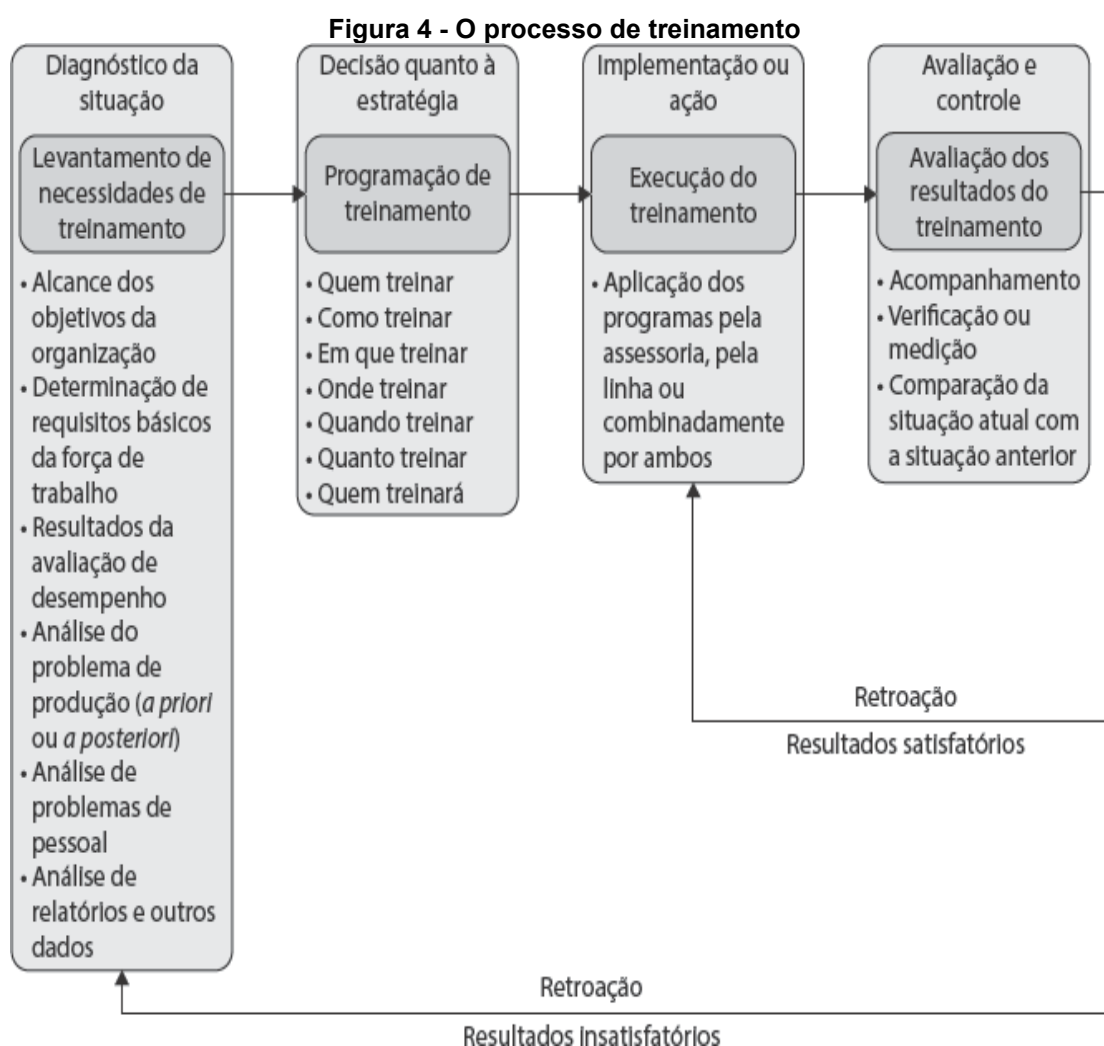 Figura 4 - O processo de treinamento
Diagnóstico da
situação
Levantamento de
necessidades de
treinamento
• Alcance dos
objetivos da
organização
• Determinação de
requisitos básicos
da força de
trabalho
• Resultados da
avaliação de
desempenho
• Análise do
problema de
produção (a priori
ou a posteriori)
• Análise de
problemas de
pessoal
• Análise de
relatórios e outros
dados
Decisão quanto à
estratégia
Programação de
treinamento
• Quem treinar
• Como treinar
• Em que treinar
• Onde treinar
• Quando treinar
• Quanto treinar
• Quem treinará
Implementação ou
ação
Execução do
treinamento
• Aplicação dos
programas pela
assessoria, pela
linha ou
combinadamente
por ambos
Avaliação e
controle
Avaliação dos
resultados do
treinamento
• Acompanhamento
• Verificação ou
medição
• Comparação da
situação atual com
a situação anterior
Retroação
Resultados satisfatórios
Retroação
Resultados insatisfatórios